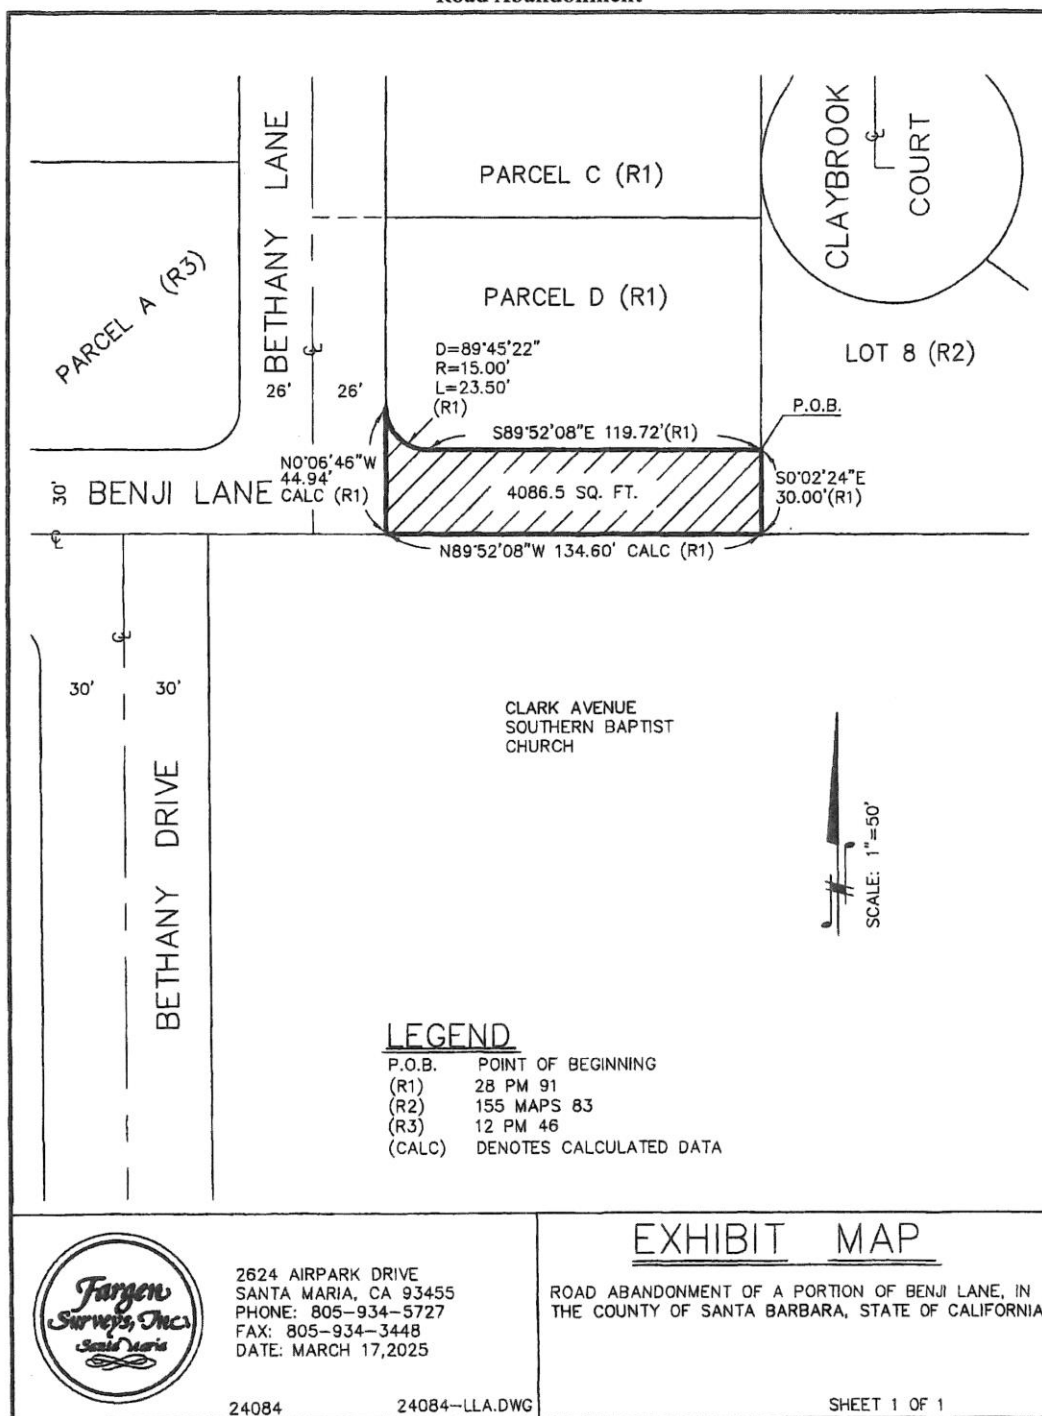 Road Abandonment
BETHANY LANE
PARCEL C (R1)
CLAYBROOK
COURT
℄
PARCEL A (R3)
PARCEL D (R1)
LOT 8 (R2)
℄
26'
26'
D=89°45'22"
R=15.00'
L=23.50'
(R1)
P.O.B.
S89°52'08"E 119.72'(R1)
N0°06'46"W
44.94'
CALC (R1)
30'
BENJI LANE
4086.5 SQ. FT.
S0°02'24"E
30.00'(R1)
℄
N89°52'08"W 134.60' CALC (R1)
℄
30'
30'
BETHANY DRIVE
CLARK AVENUE
SOUTHERN BAPTIST
CHURCH
SCALE: 1"=50'
LEGEND
P.O.B. POINT OF BEGINNING
(R1) 28 PM 91
(R2) 155 MAPS 83
(R3) 12 PM 46
(CALC) DENOTES CALCULATED DATA
Fargen
Surveys, Inc.
Santa Maria
2624 AIRPARK DRIVE
SANTA MARIA, CA 93455
PHONE: 805-934-5727
FAX: 805-934-3448
DATE: MARCH 17,2025
24084
24084-LLA.DWG
EXHIBIT MAP
ROAD ABANDONMENT OF A PORTION OF BENJI LANE, IN
THE COUNTY OF SANTA BARBARA, STATE OF CALIFORNIA
SHEET 1 OF 1